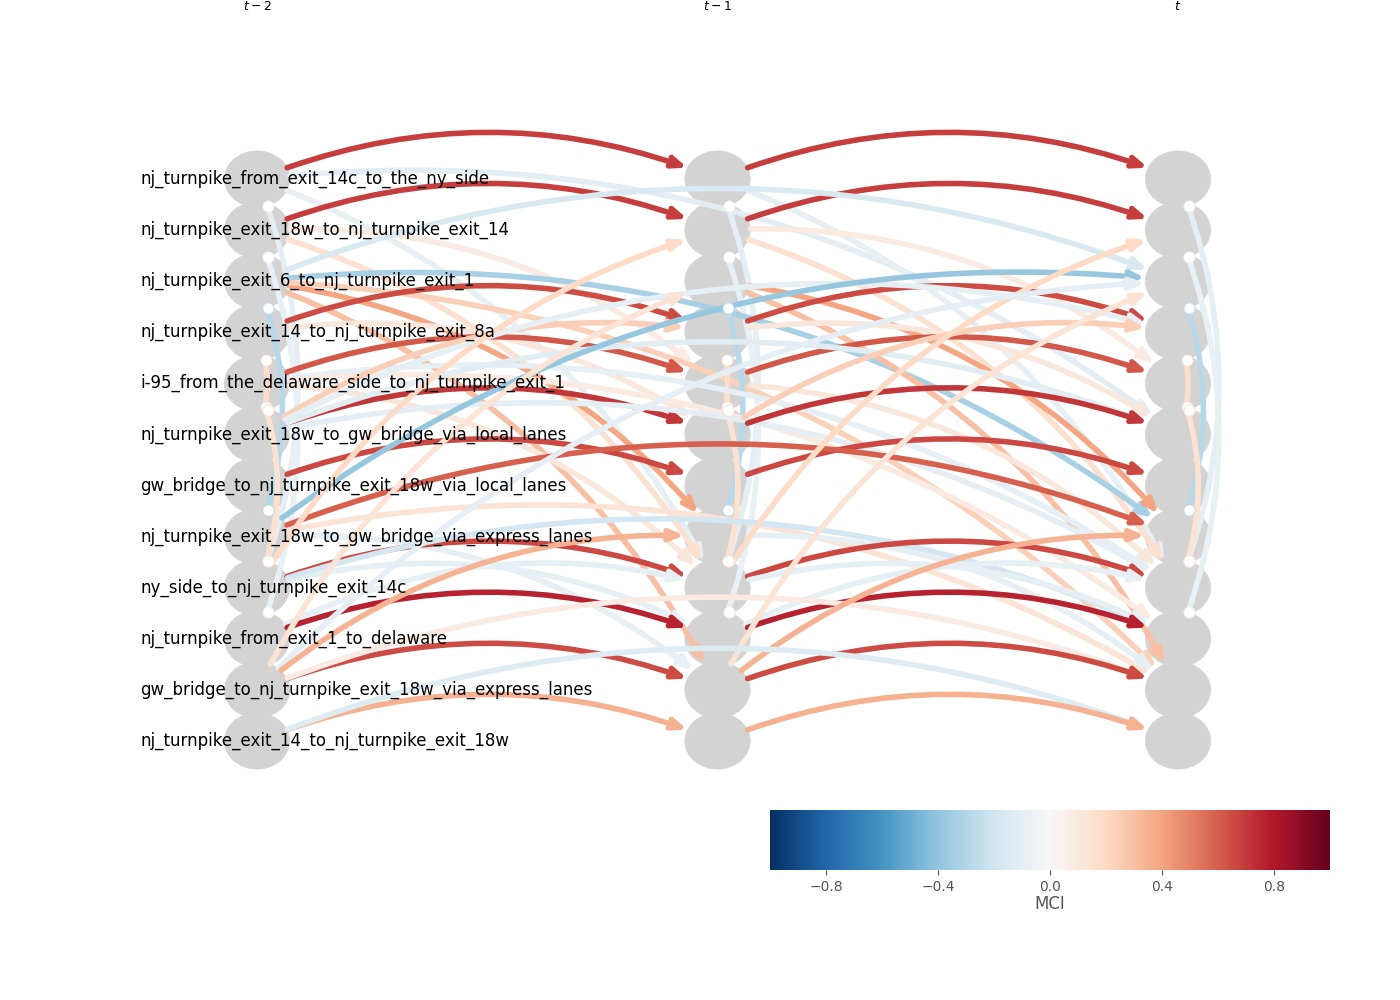 t − 2 t − 1 t
nj_turnpike_from_exit_14c_to_the_ny_side
nj_turnpike_exit_18w_to_nj_turnpike_exit_14
nj_turnpike_exit_6_to_nj_turnpike_exit_1
nj_turnpike_exit_14_to_nj_turnpike_exit_8a
i-95_from_the_delaware_side_to_nj_turnpike_exit_1
nj_turnpike_exit_18w_to_gw_bridge_via_local_lanes
gw_bridge_to_nj_turnpike_exit_18w_via_local_lanes
nj_turnpike_exit_18w_to_gw_bridge_via_express_lanes
ny_side_to_nj_turnpike_exit_14c
nj_turnpike_from_exit_1_to_delaware
gw_bridge_to_nj_turnpike_exit_18w_via_express_lanes
nj_turnpike_exit_14_to_nj_turnpike_exit_18w
−0.8 −0.4 0.0 0.4 0.8
MCI